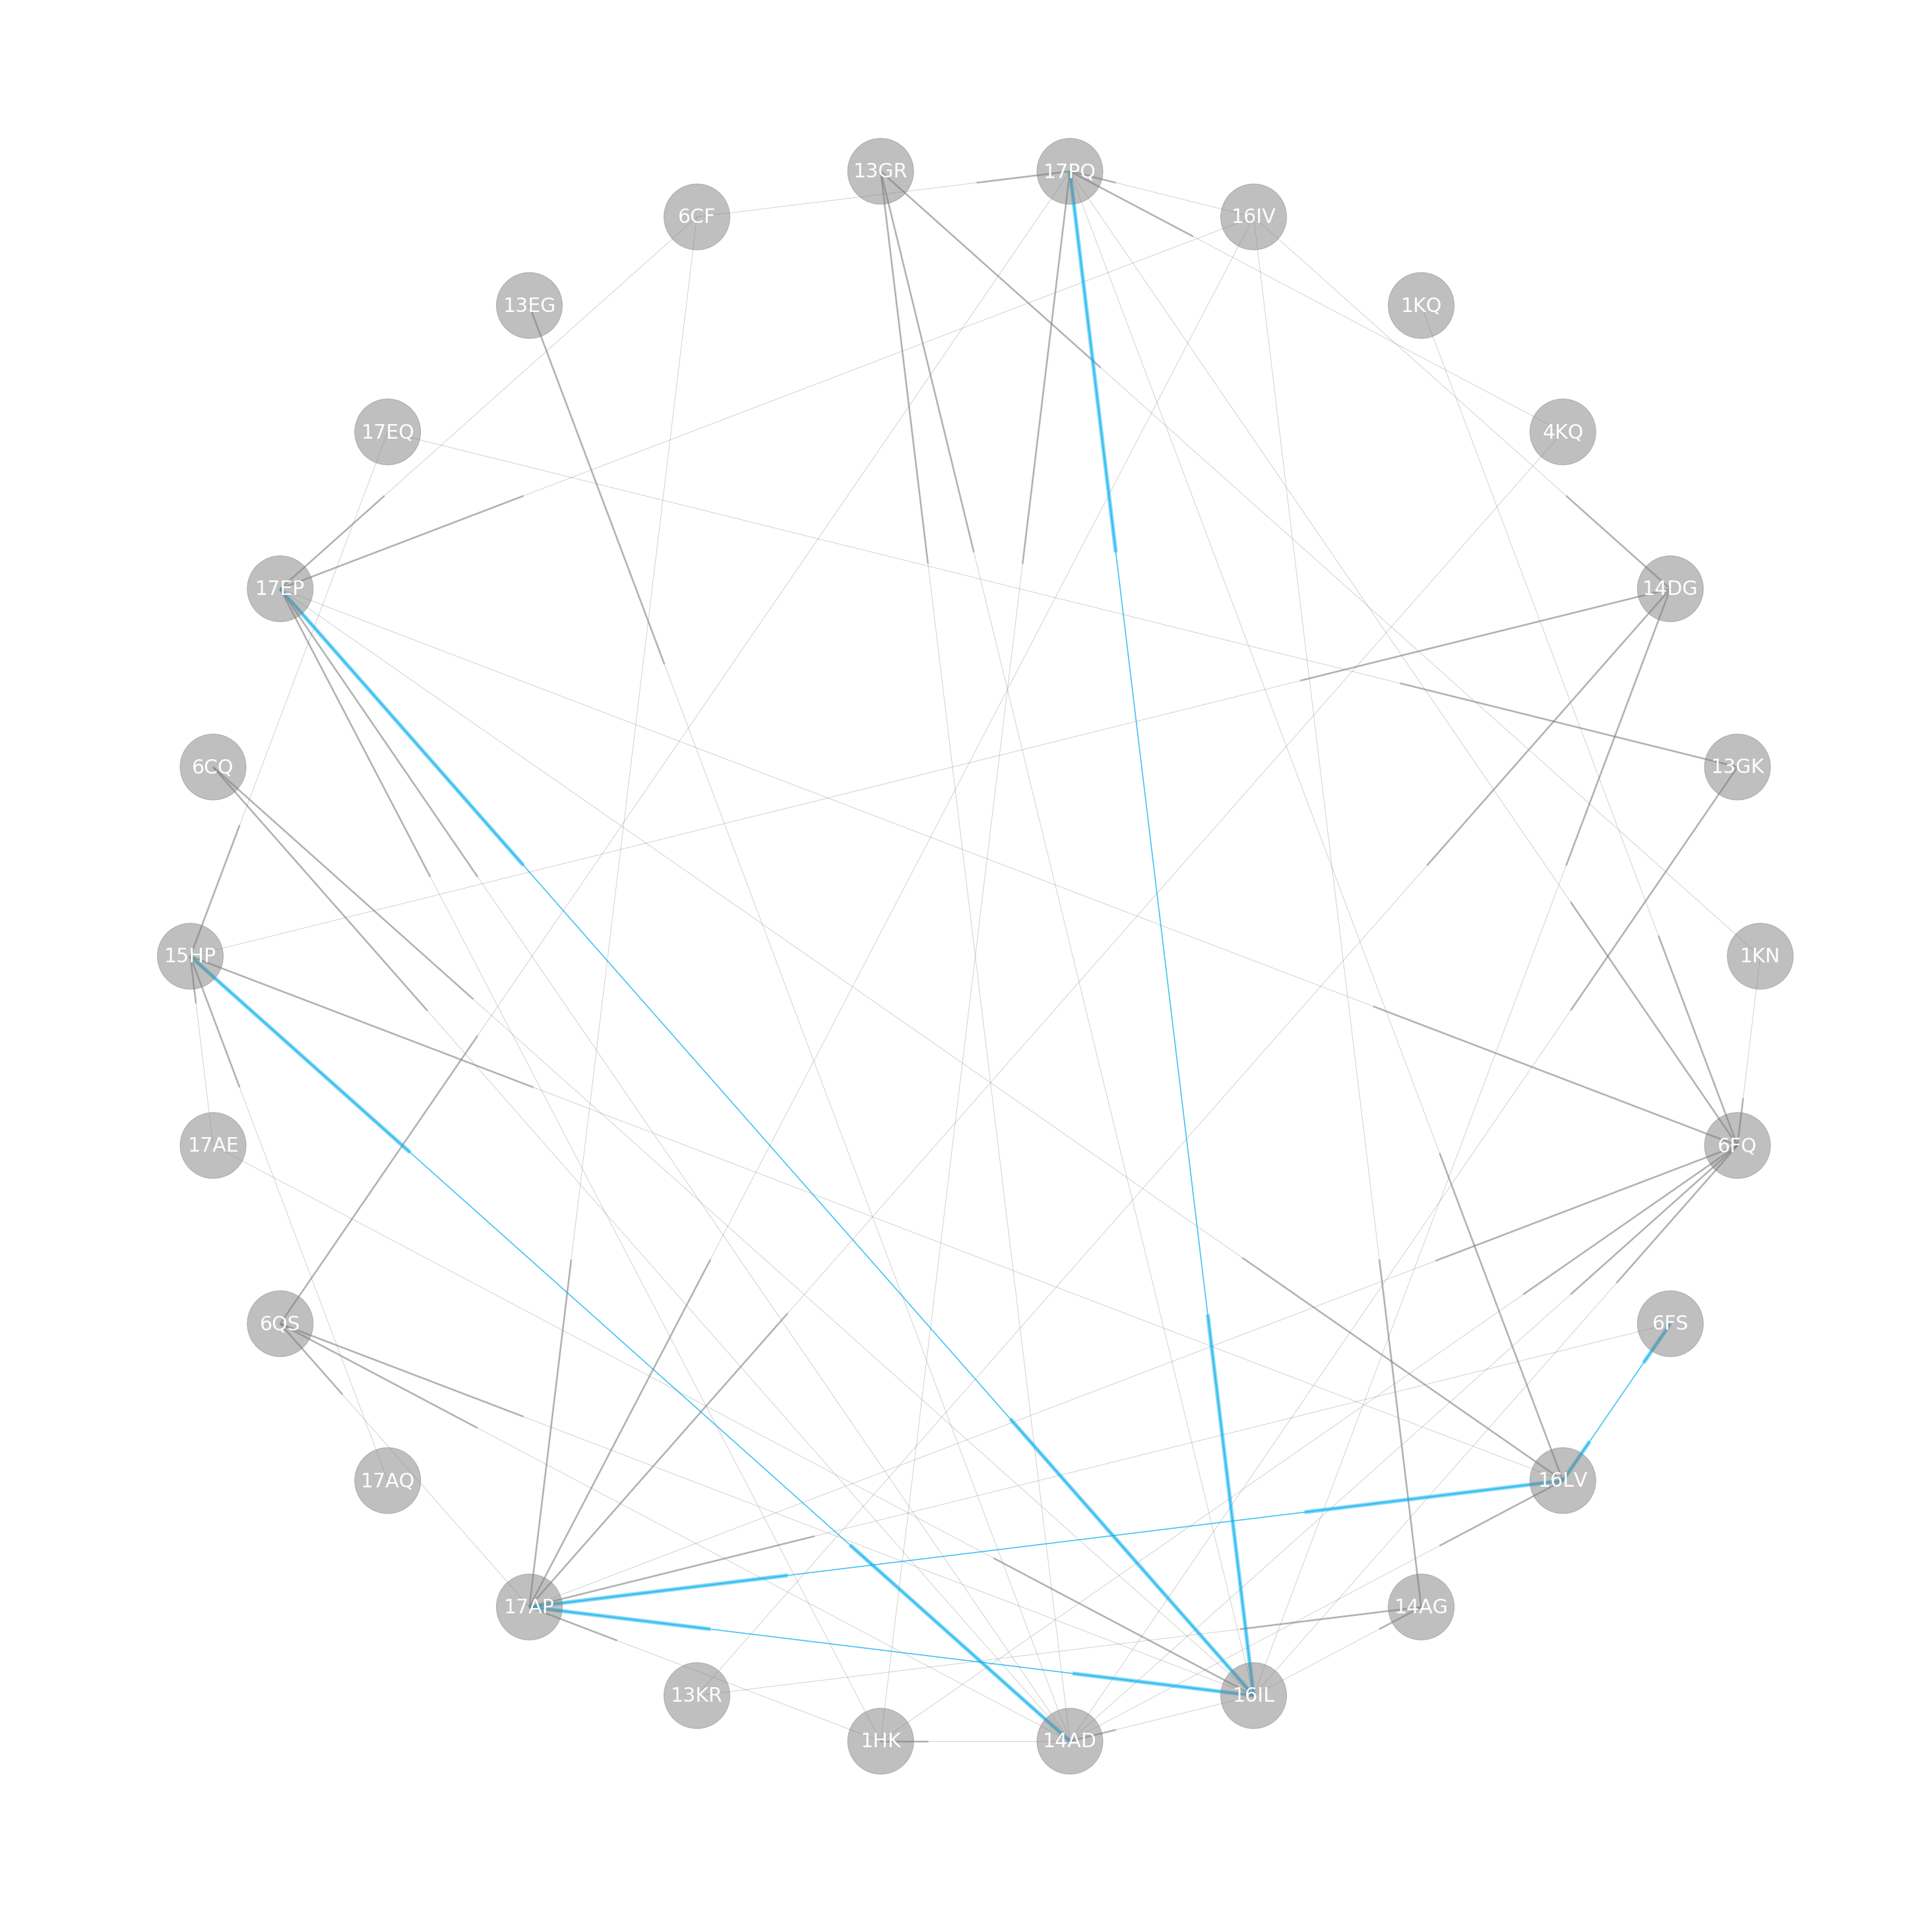 13GR
17PQ
6CF
16IV
13EG
1KQ
17EQ
4KQ
17EP
14DG
6CQ
13GK
15HP
1KN
17AE
6FQ
6QS
6FS
17AQ
16LV
17AP
14AG
13KR
16IL
1HK
14AD